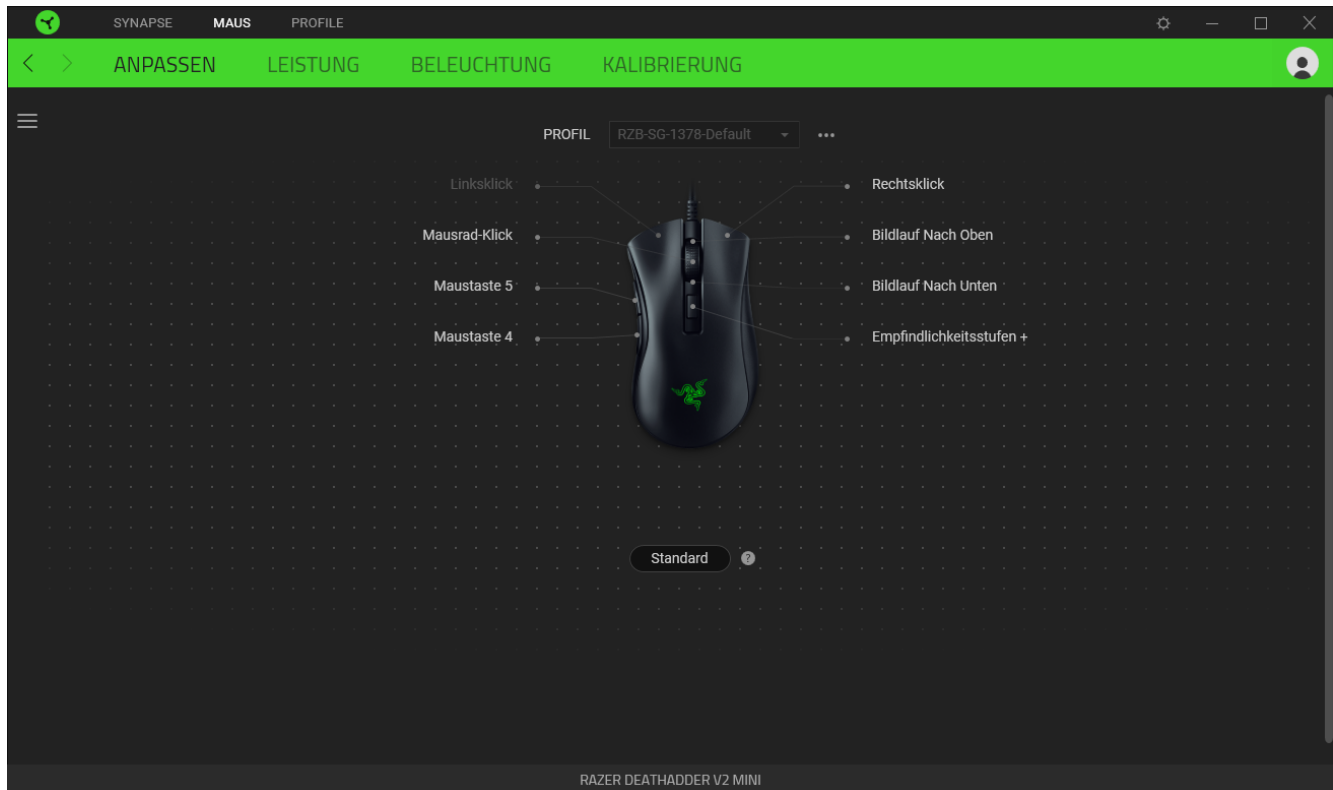 SYNAPSE MAUS PROFILE
ANPASSEN LEISTUNG BELEUCHTUNG KALIBRIERUNG
PROFIL RZB-SG-1378-Default
Linksklick Rechtsklick
Mausrad-Klick Bildlauf Nach Oben
Maustaste 5 Bildlauf Nach Unten
Maustaste 4 Empfindlichkeitsstufen +
Standard ?
RAZER DEATHADDER V2 MINI